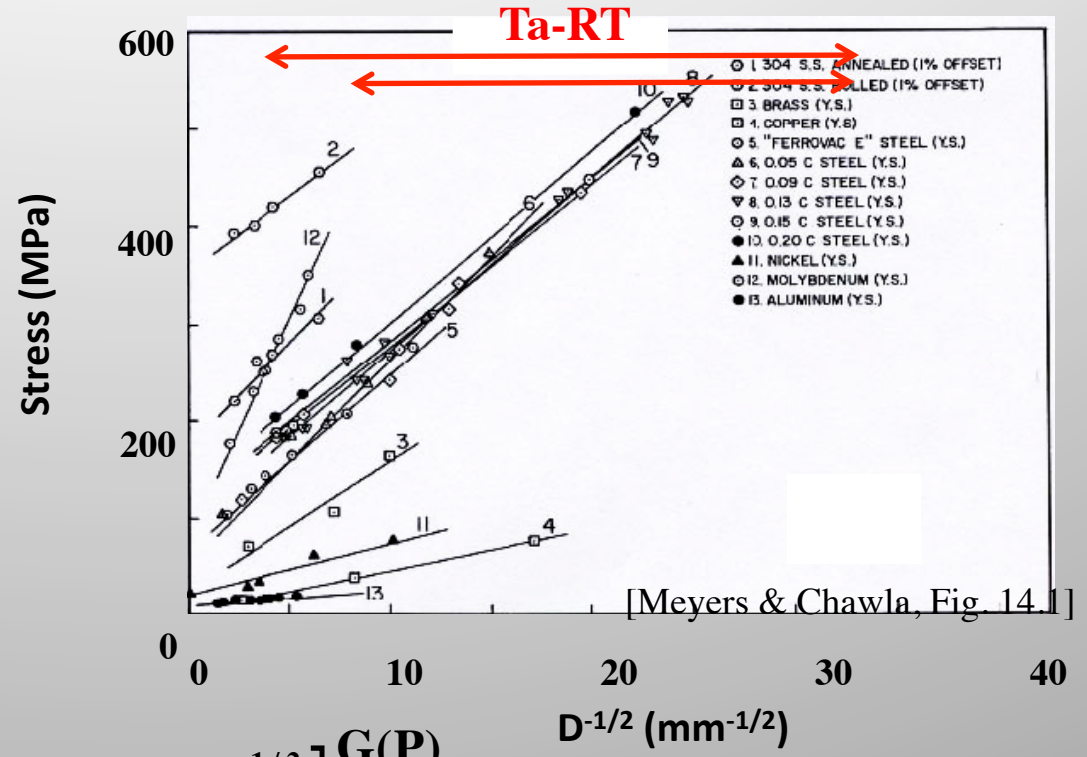 Ta-RT
600
400
200
0
Stress (MPa)
1. 304 S.S. ANNEALED (1% OFFSET)
2. 304 S.S. ROLLED (1% OFFSET)
3. BRASS (Y.S.)
4. COPPER (Y.S)
5. "FERROVAC E" STEEL (Y.S.)
6. 0.05 C STEEL (Y.S.)
7. 0.09 C STEEL (Y.S.)
8. 0.13 C STEEL (Y.S.)
9. 0.15 C STEEL (Y.S.)
10. 0.20 C STEEL (Y.S.)
11. NICKEL (Y.S.)
12. MOLYBDENUM (Y.S.)
13. ALUMINUM (Y.S.)
2
12
1
10
8
7 9
6
5
3
11
4
13
[Meyers & Chawla, Fig. 14.1]
0 10 20 30 40
D-1/2 (mm-1/2)
G(P)